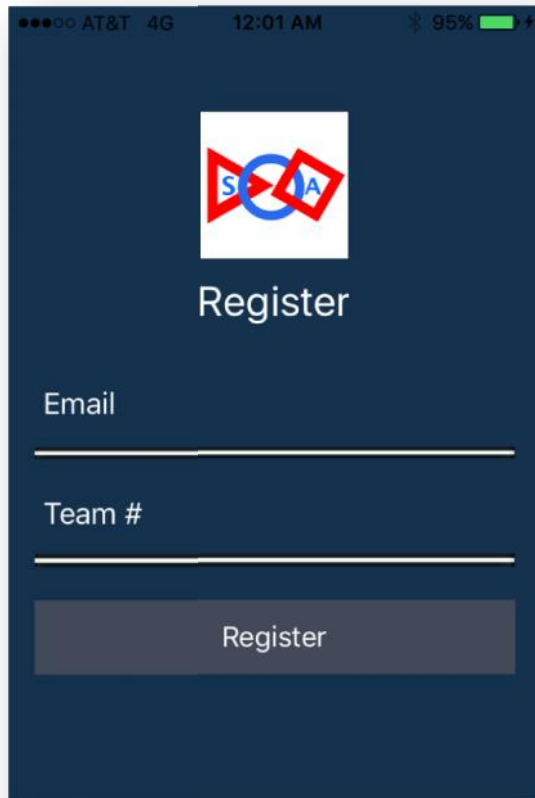 AT&T 4G 12:01 AM 95%
S A
Register
Email
Team #
Register